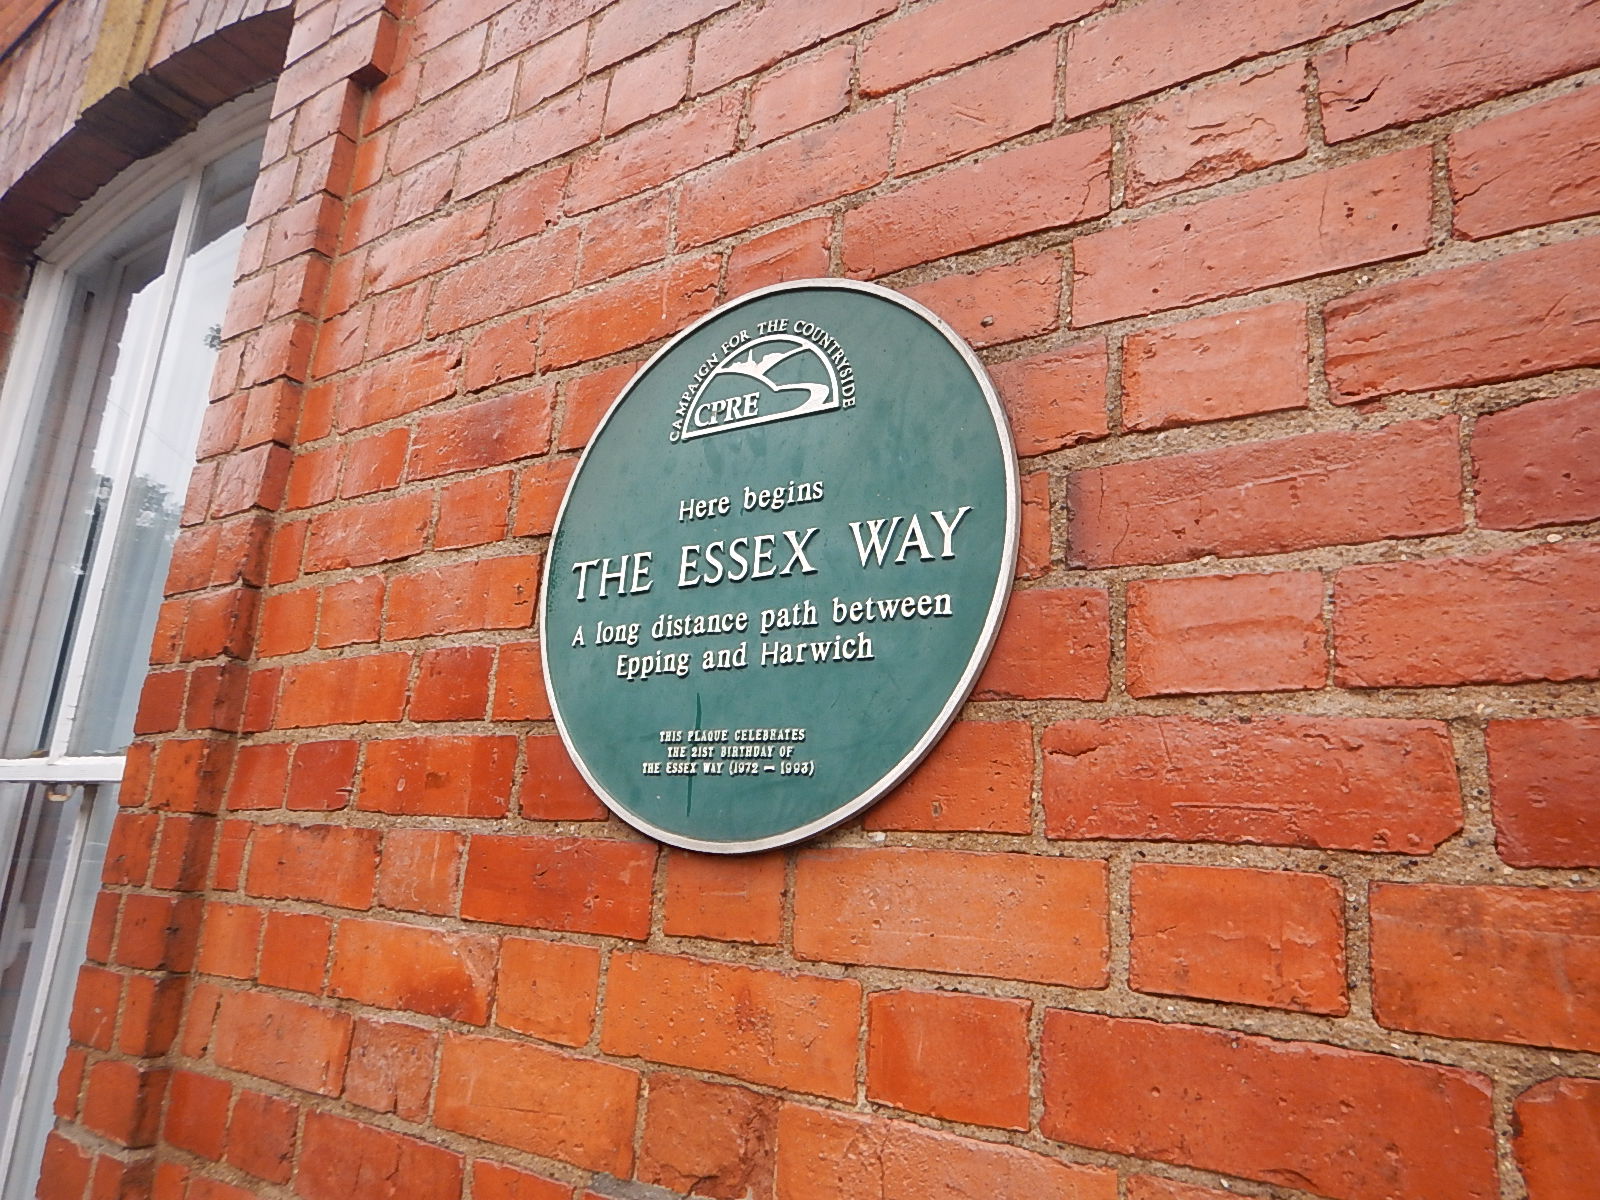 CAMPAIGN FOR THE COUNTRYSIDE
CPRE
Here begins
THE ESSEX WAY
A long distance path between
Epping and Harwich
THIS PLAQUE CELEBRATES
THE 21ST BIRTHDAY OF
THE ESSEX WAY (1972 – 1993)